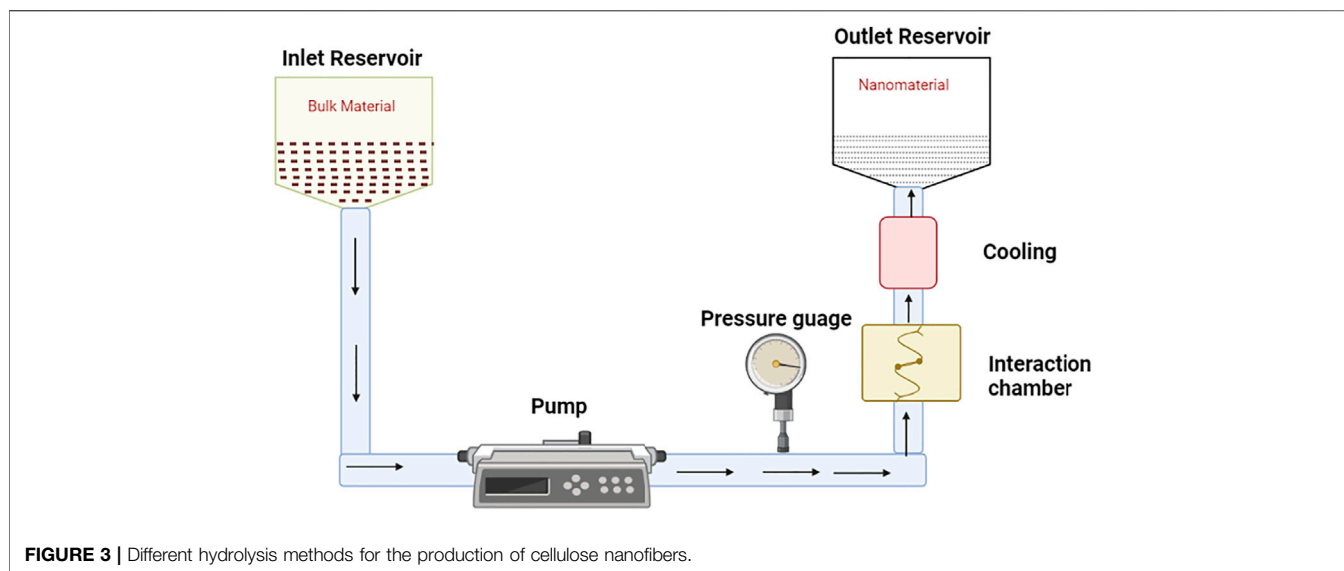 Inlet Reservoir
Bulk Material
Outlet Reservoir
Nanomaterial
Cooling
Pressure guage
Interaction
chamber
Pump
FIGURE 3 | Different hydrolysis methods for the production of cellulose nanofibers.